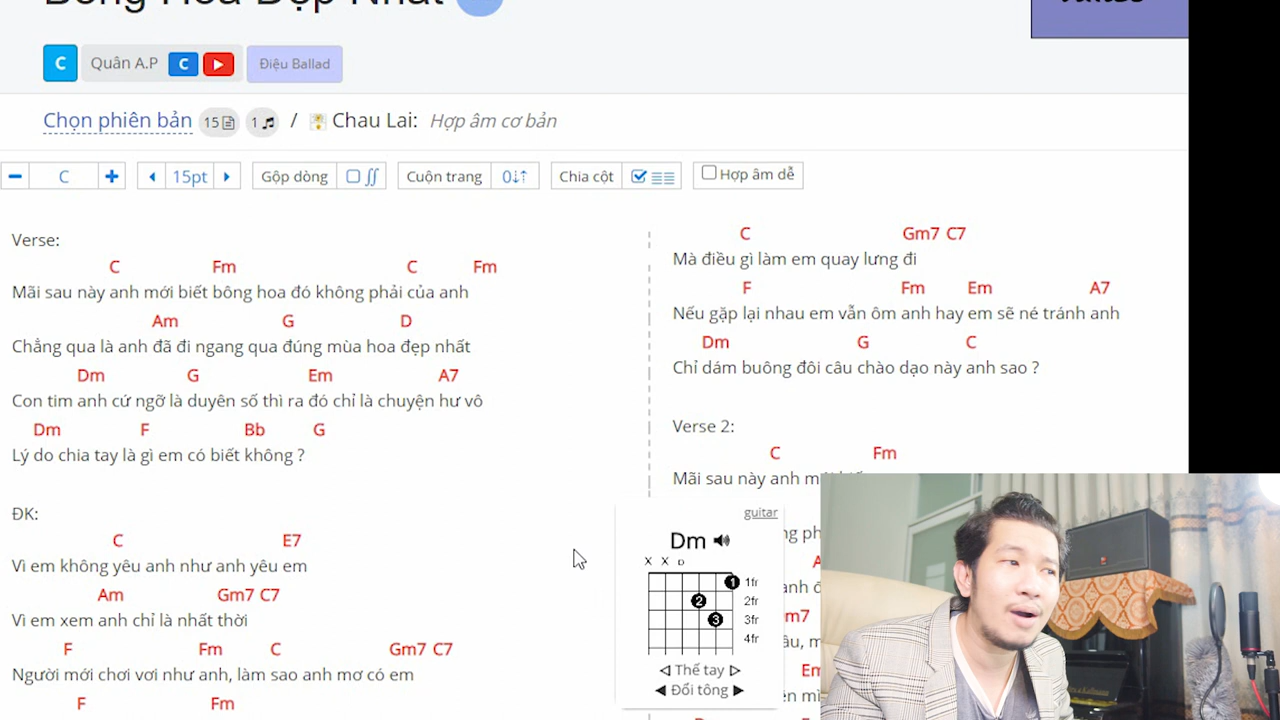 Bông Hoa Đẹp Nhất
C Quân A.P C Điệu Ballad
Chọn phiên bản 15 1 / Chau Lai: Hợp âm cơ bản
C 15pt Gộp dòng Cuộn trang 0 Chia cột Hợp âm dễ
Verse:
C Fm C Fm
Mãi sau này anh mới biết bông hoa đó không phải của anh
Am G D
Chẳng qua là anh đã đi ngang qua đúng mùa hoa đẹp nhất
Dm G Em A7
Con tim anh cứ ngỡ là duyên số thì ra đó chỉ là chuyện hư vô
Dm F Bb G
Lý do chia tay là gì em có biết không ?
ĐK:
C E7
Vì em không yêu anh như anh yêu em
Am Gm7 C7
Vì em xem anh chỉ là nhất thời
F Fm C Gm7 C7
Người mới chơi vơi như anh, làm sao anh mơ có em
F Fm
C Gm7 C7
Mà điều gì làm em quay lưng đi
F Fm Em A7
Nếu gặp lại nhau em vẫn ôm anh hay em sẽ né tránh anh
Dm G C
Chỉ dám buông đôi câu chào dạo này anh sao ?
Verse 2:
C Fm
Mãi sau này anh
guitar
Dm
x x o
1 1fr
2 2fr
3 3fr
4fr
Thế tay
Đổi tông